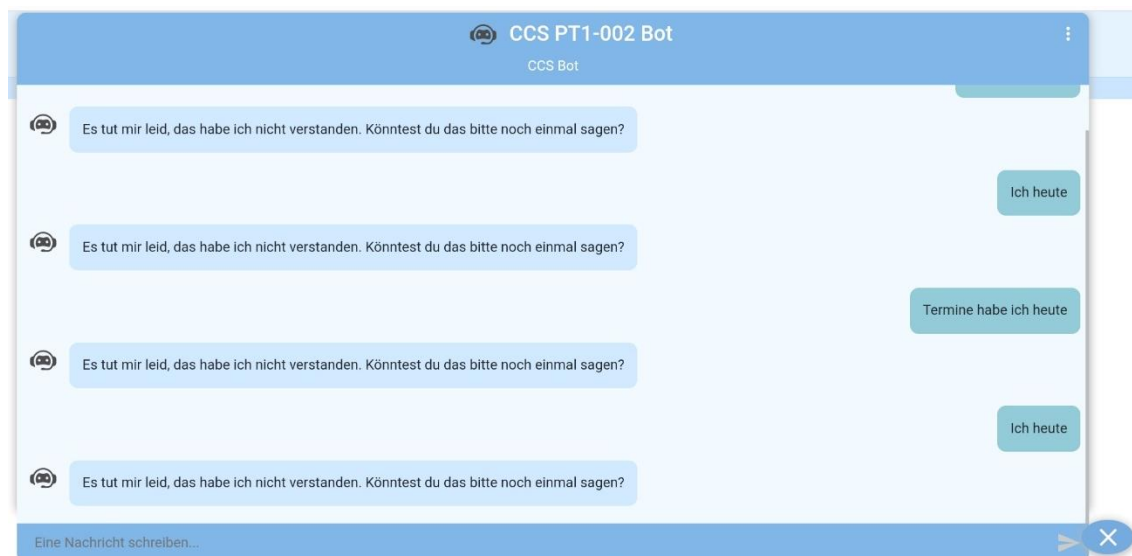 CCS PT1-002 Bot
CCS Bot
Es tut mir leid, das habe ich nicht verstanden. Könntest du das bitte noch einmal sagen?
Ich heute
Es tut mir leid, das habe ich nicht verstanden. Könntest du das bitte noch einmal sagen?
Termine habe ich heute
Es tut mir leid, das habe ich nicht verstanden. Könntest du das bitte noch einmal sagen?
Ich heute
Es tut mir leid, das habe ich nicht verstanden. Könntest du das bitte noch einmal sagen?
Eine Nachricht schreiben...